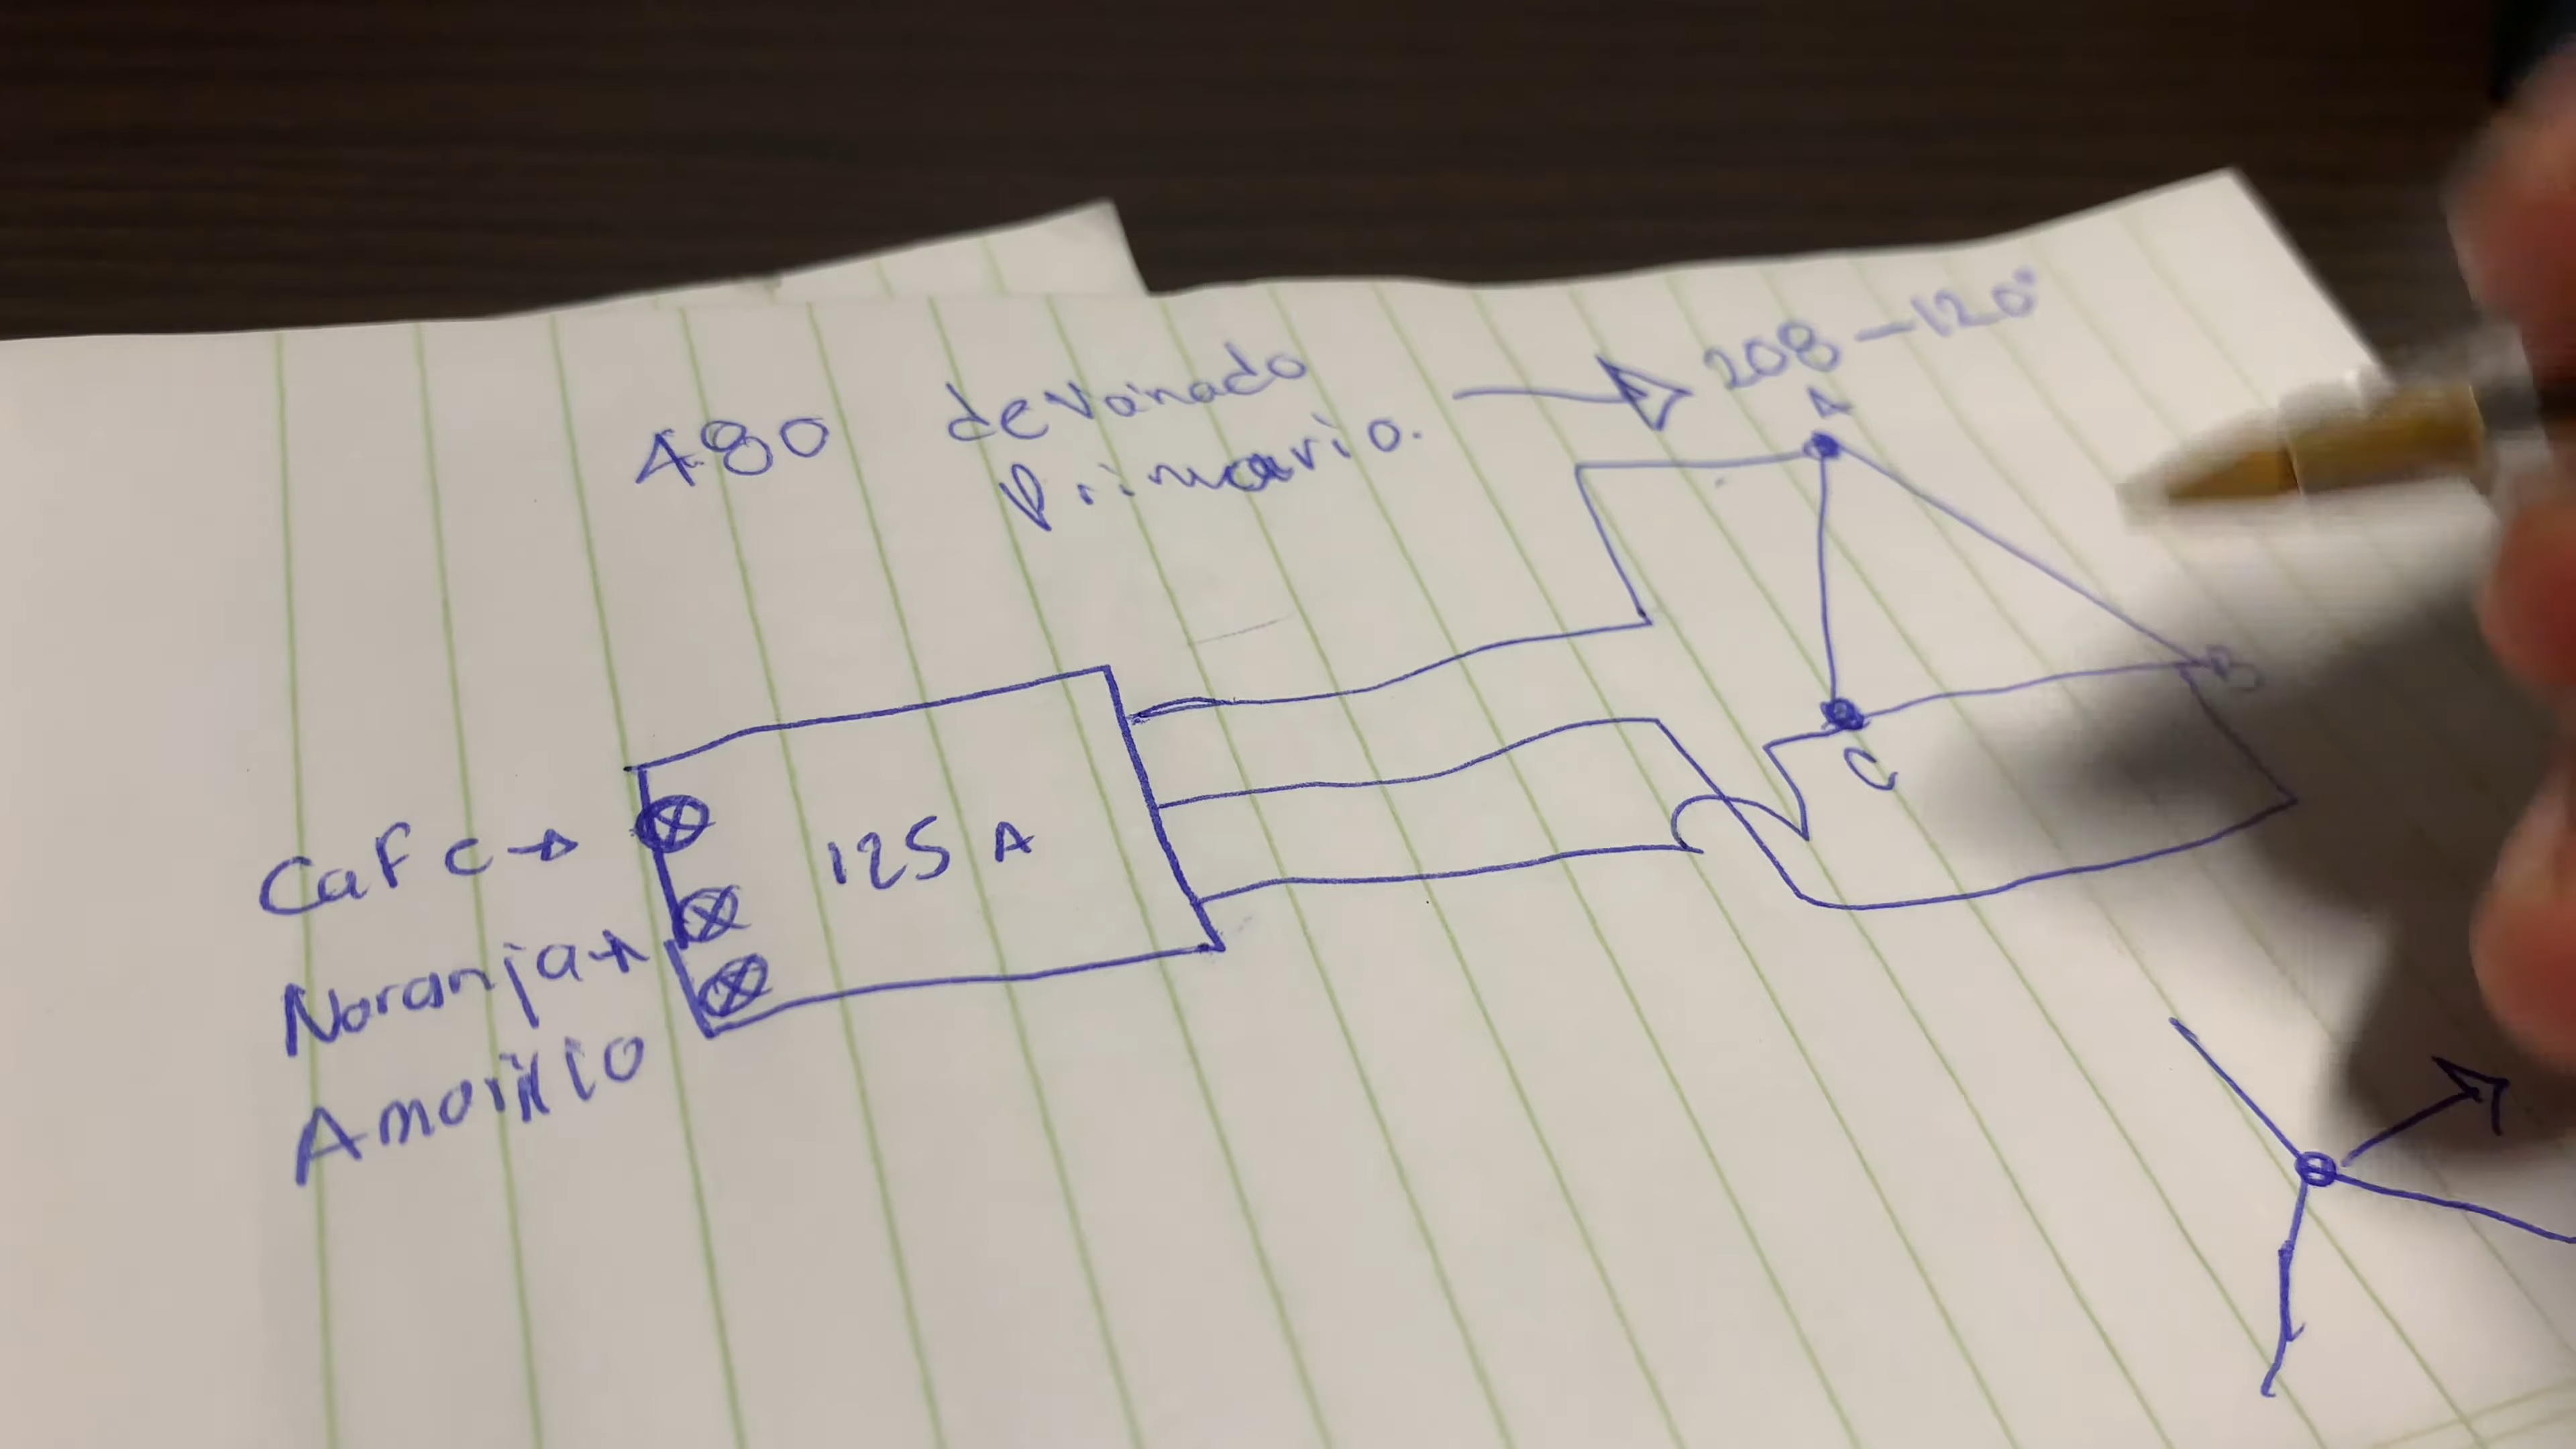 480 devanado → 208-120°
Primario.
A
B
C
125 A
Cafe →
Naranja →
Amarillo